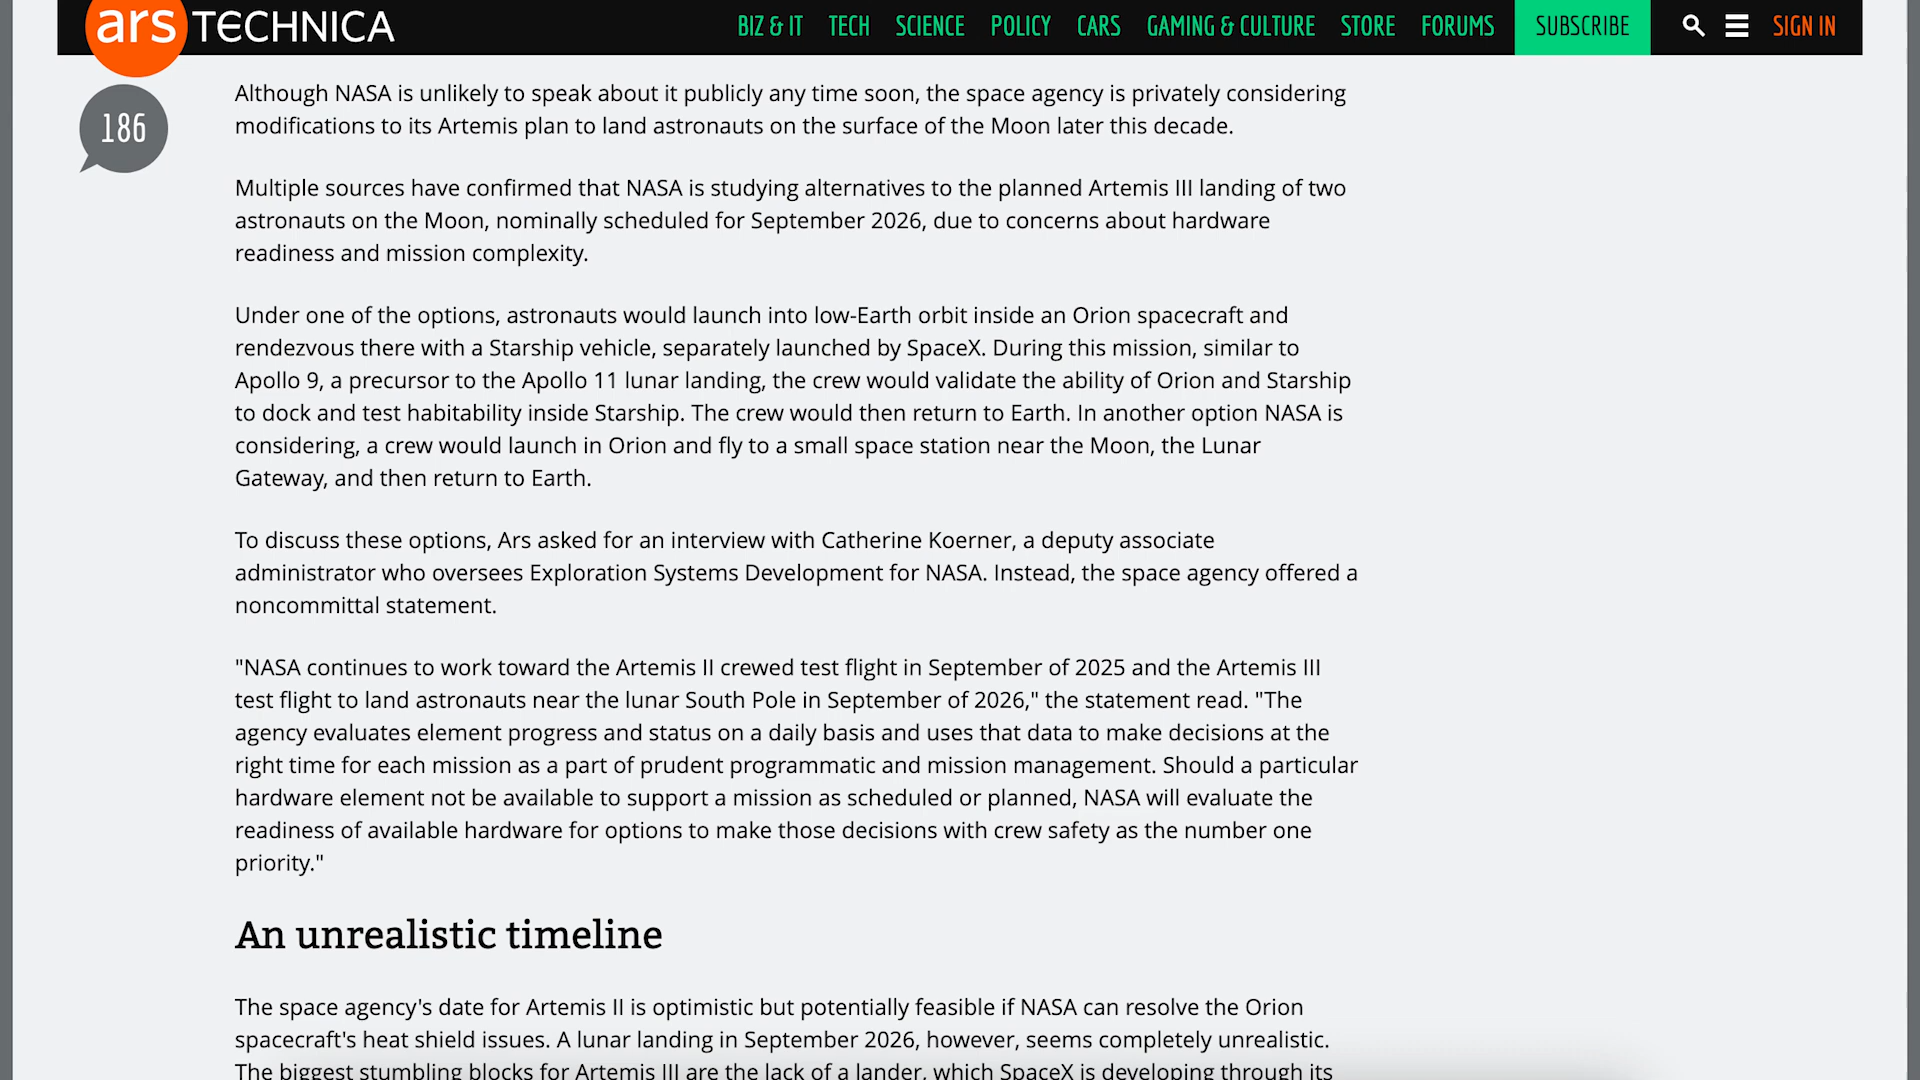 ars TECHNICA
BIZ & IT TECH SCIENCE POLICY CARS GAMING & CULTURE STORE FORUMS SUBSCRIBE SIGN IN
186
Although NASA is unlikely to speak about it publicly any time soon, the space agency is privately considering
modifications to its Artemis plan to land astronauts on the surface of the Moon later this decade.
Multiple sources have confirmed that NASA is studying alternatives to the planned Artemis III landing of two
astronauts on the Moon, nominally scheduled for September 2026, due to concerns about hardware
readiness and mission complexity.
Under one of the options, astronauts would launch into low-Earth orbit inside an Orion spacecraft and
rendezvous there with a Starship vehicle, separately launched by SpaceX. During this mission, similar to
Apollo 9, a precursor to the Apollo 11 lunar landing, the crew would validate the ability of Orion and Starship
to dock and test habitability inside Starship. The crew would then return to Earth. In another option NASA is
considering, a crew would launch in Orion and fly to a small space station near the Moon, the Lunar
Gateway, and then return to Earth.
To discuss these options, Ars asked for an interview with Catherine Koerner, a deputy associate
administrator who oversees Exploration Systems Development for NASA. Instead, the space agency offered a
noncommittal statement.
"NASA continues to work toward the Artemis II crewed test flight in September of 2025 and the Artemis III
test flight to land astronauts near the lunar South Pole in September of 2026," the statement read. "The
agency evaluates element progress and status on a daily basis and uses that data to make decisions at the
right time for each mission as a part of prudent programmatic and mission management. Should a particular
hardware element not be available to support a mission as scheduled or planned, NASA will evaluate the
readiness of available hardware for options to make those decisions with crew safety as the number one
priority."
An unrealistic timeline
The space agency's date for Artemis II is optimistic but potentially feasible if NASA can resolve the Orion
spacecraft's heat shield issues. A lunar landing in September 2026, however, seems completely unrealistic.
The biggest stumbling blocks for Artemis III are the lack of a lander, which SpaceX is developing through its